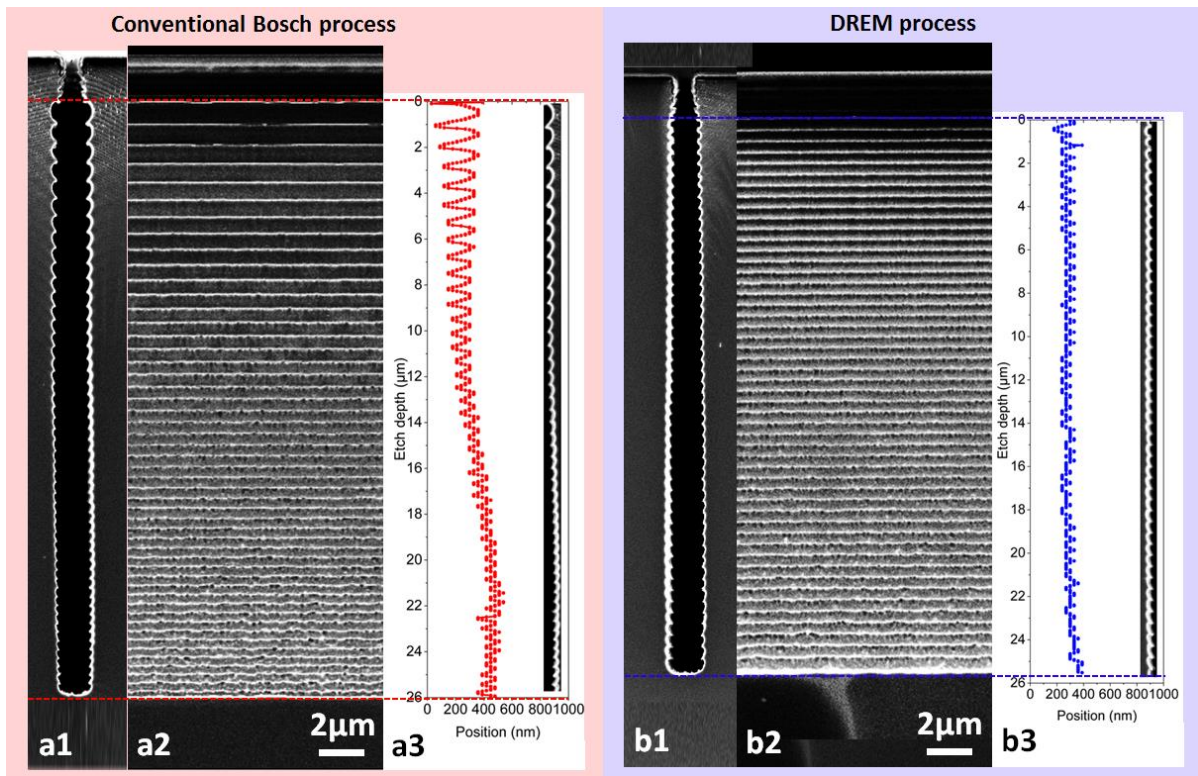 Conventional Bosch process
DREM process
0
2
4
6
8
10
12
14
16
18
20
22
24
26
Etch depth (μm)
0 200 400 600 8001000
Position (nm)
a1
a2
2μm
a3
0
2
4
6
8
10
12
14
16
18
20
22
24
26
Etch depth (μm)
0 200 400 600 8001000
Position (nm)
b1
b2
2μm
b3